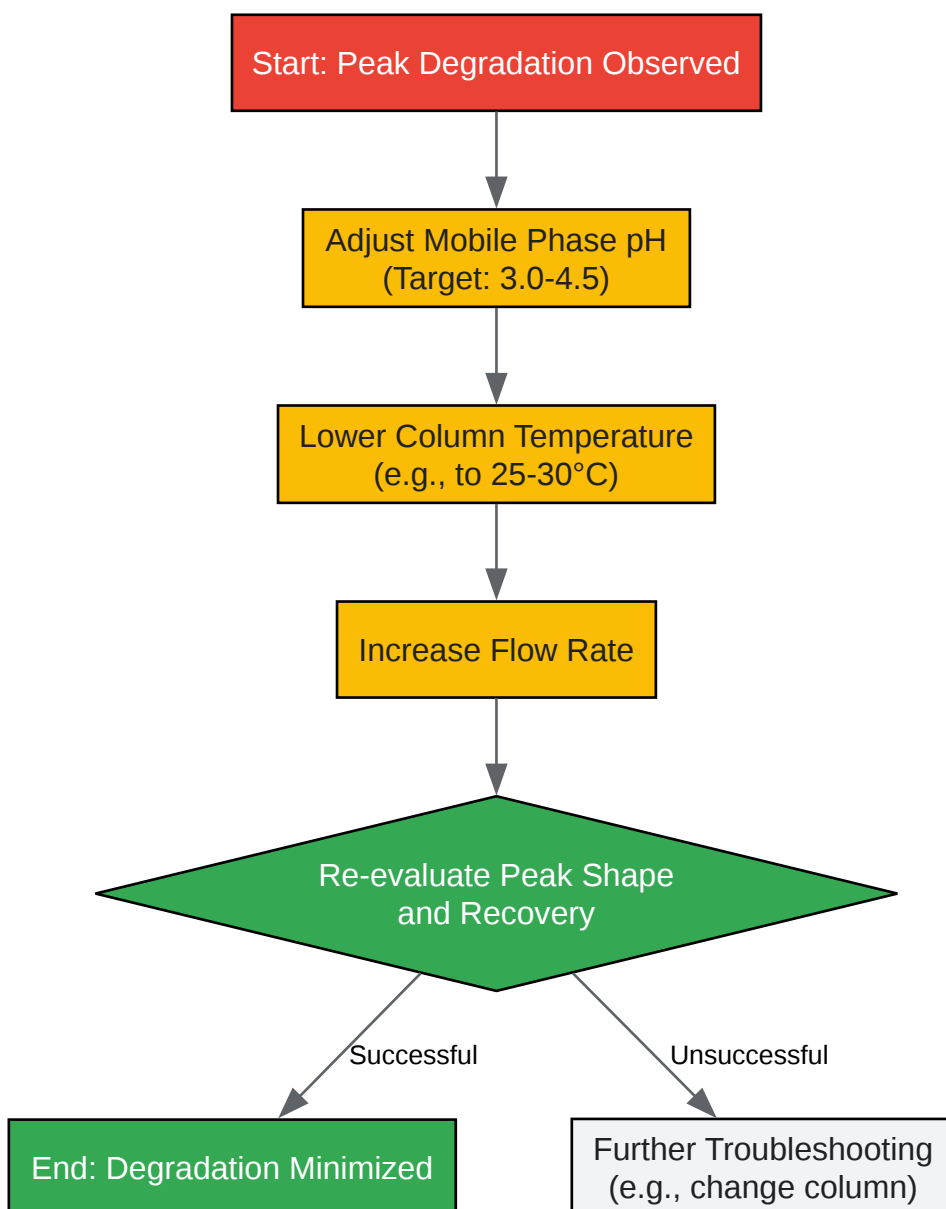 Start: Peak Degradation Observed
Adjust Mobile Phase pH
(Target: 3.0-4.5)
Lower Column Temperature
(e.g., to 25-30°C)
Increase Flow Rate
Re-evaluate Peak Shape
and Recovery
Successful
Unsuccessful
End: Degradation Minimized
Further Troubleshooting
(e.g., change column)